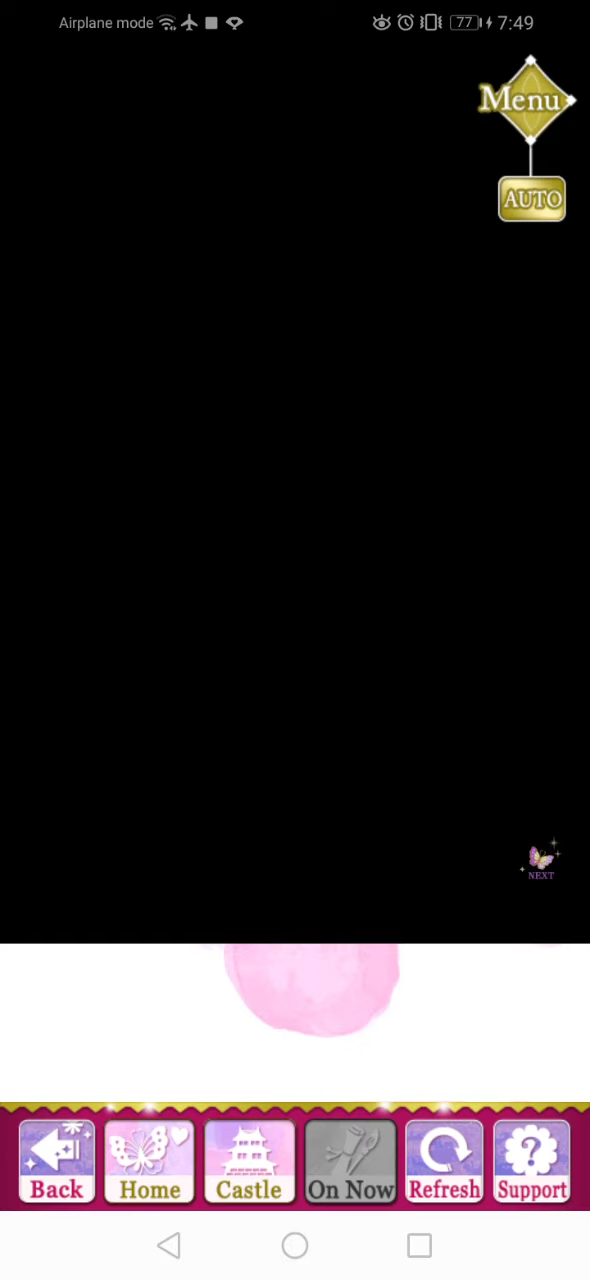 Airplane mode 77 7:49
Menu
AUTO
NEXT
Back Home Castle On Now Refresh Support